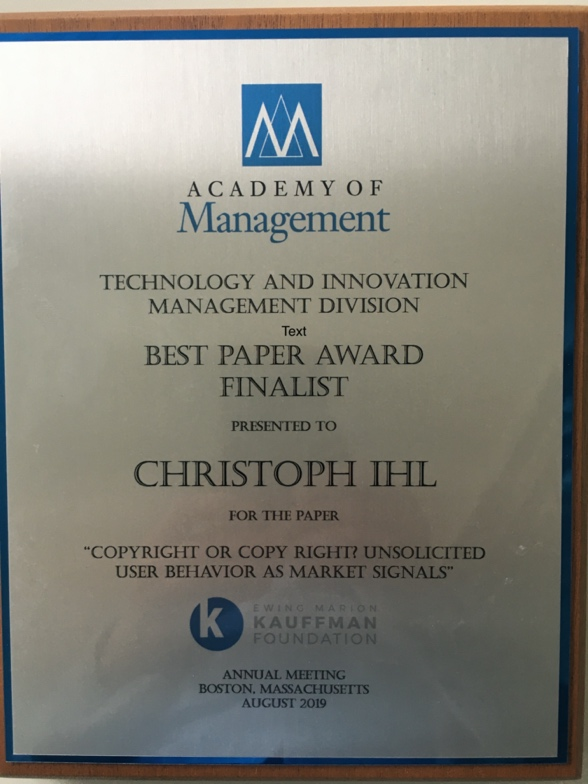 ACADEMY OF
Management
TECHNOLOGY AND INNOVATION
MANAGEMENT DIVISION
Text
BEST PAPER AWARD
FINALIST
PRESENTED TO
CHRISTOPH IHL
FOR THE PAPER
“COPYRIGHT OR COPY RIGHT? UNSOLICITED
USER BEHAVIOR AS MARKET SIGNALS”
K
EWING MARION
KAUFFMAN
FOUNDATION
ANNUAL MEETING
BOSTON, MASSACHUSETTS
AUGUST 2019